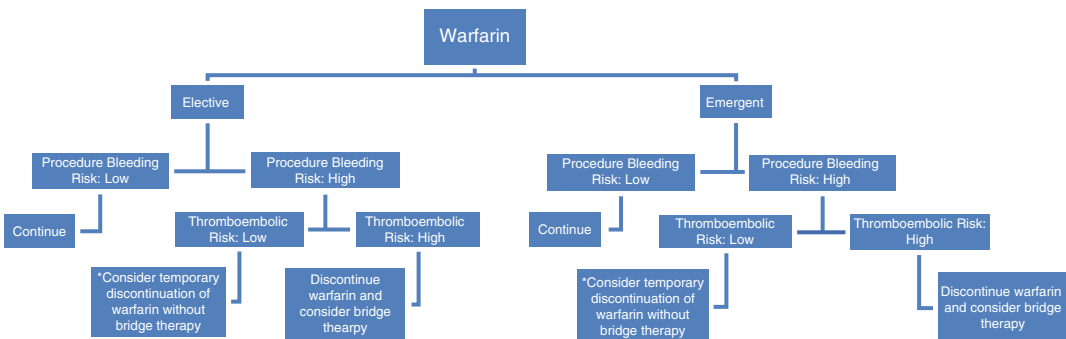 Warfarin
Elective
Emergent
Procedure Bleeding
Risk: Low
Procedure Bleeding
Risk: High
Procedure Bleeding
Risk: Low
Procedure Bleeding
Risk: High
Continue
Thromboembolic
Risk: Low
Thromboembolic
Risk: High
Continue
Thromboembolic
Risk: Low
Thromboembolic Risk:
High
*Consider temporary
discontinuation of
warfarin without
bridge therapy
Discontinue
warfarin and
consider bridge
thearpy
*Consider temporary
discontinuation of
warfarin without
bridge therapy
Discontinue warfarin
and consider bridge
therapy